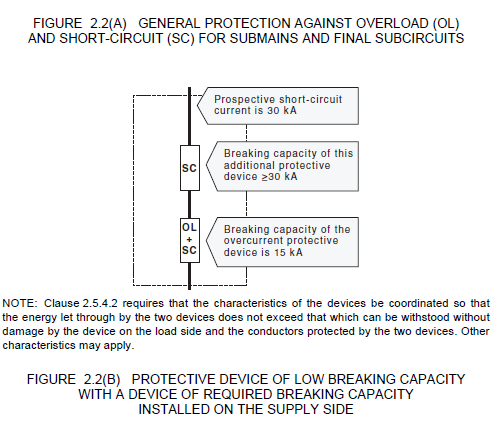 FIGURE 2.2(A) GENERAL PROTECTION AGAINST OVERLOAD (OL)
AND SHORT-CIRCUIT (SC) FOR SUBMAINS AND FINAL SUBCIRCUITS
Prospective short-circuit
current is 30 kA
SC
Breaking capacity of this
additional protective
device ≥30 kA
OL
+
SC
Breaking capacity of the
overcurrent protective
device is 15 kA
NOTE: Clause 2.5.4.2 requires that the characteristics of the devices be coordinated so that
the energy let through by the two devices does not exceed that which can be withstood without
damage by the device on the load side and the conductors protected by the two devices. Other
characteristics may apply.
FIGURE 2.2(B) PROTECTIVE DEVICE OF LOW BREAKING CAPACITY
WITH A DEVICE OF REQUIRED BREAKING CAPACITY
INSTALLED ON THE SUPPLY SIDE